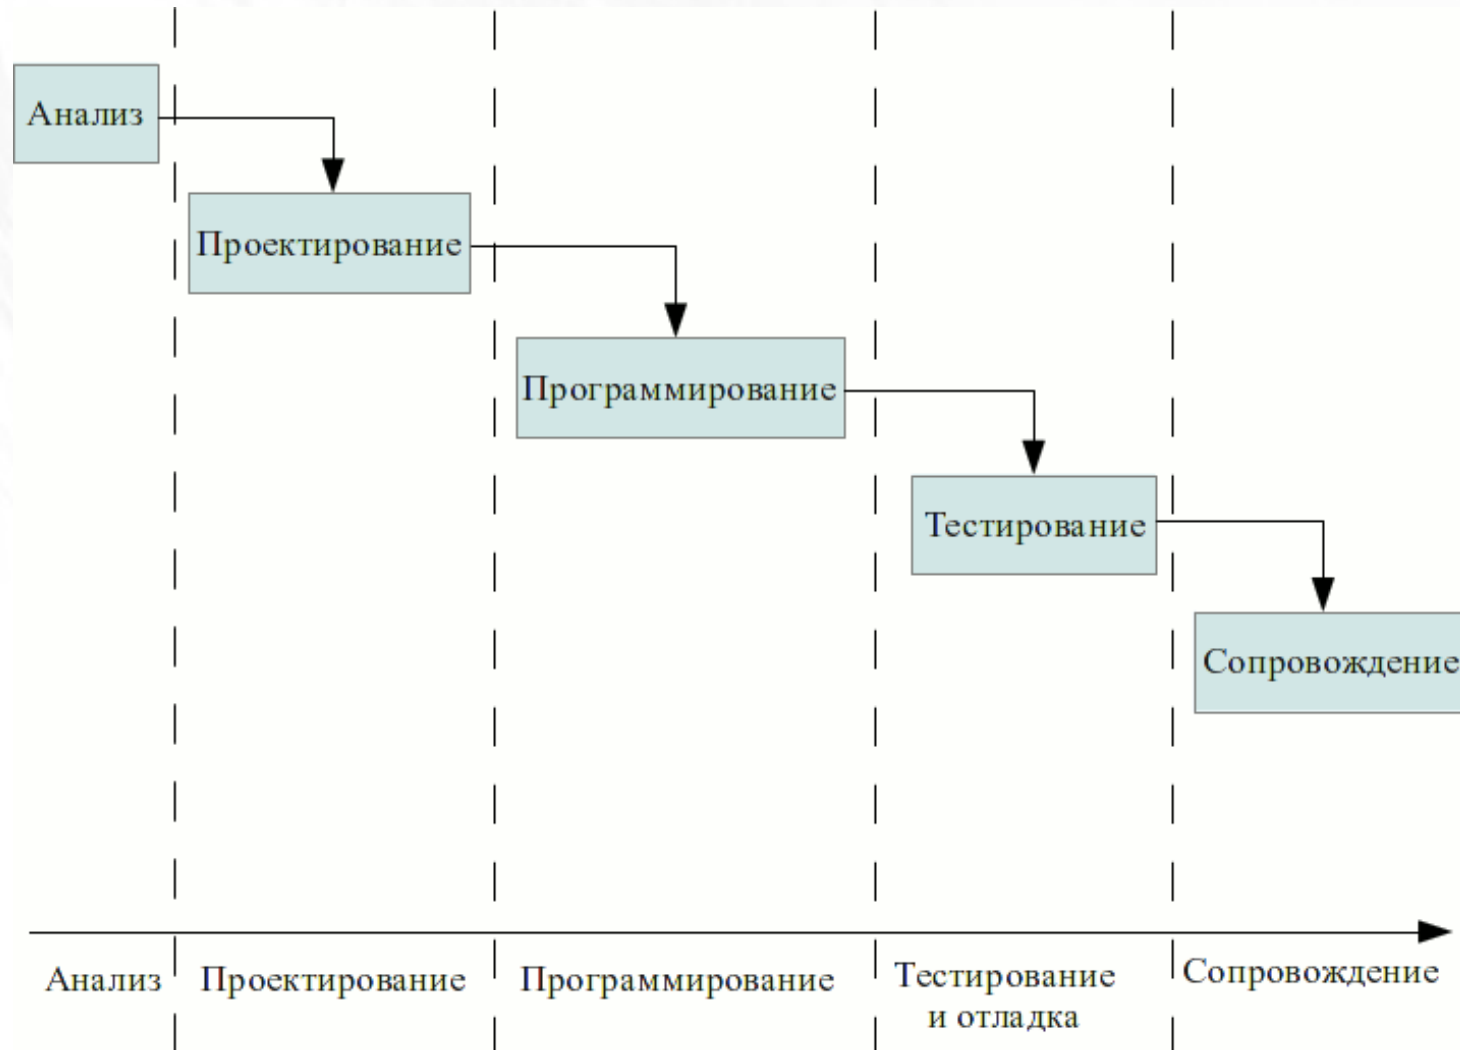 Анализ
Проектирование
Программирование
Тестирование
Сопровождение
Анализ
Проектирование
Программирование
Тестирование
и отладка
Сопровождение